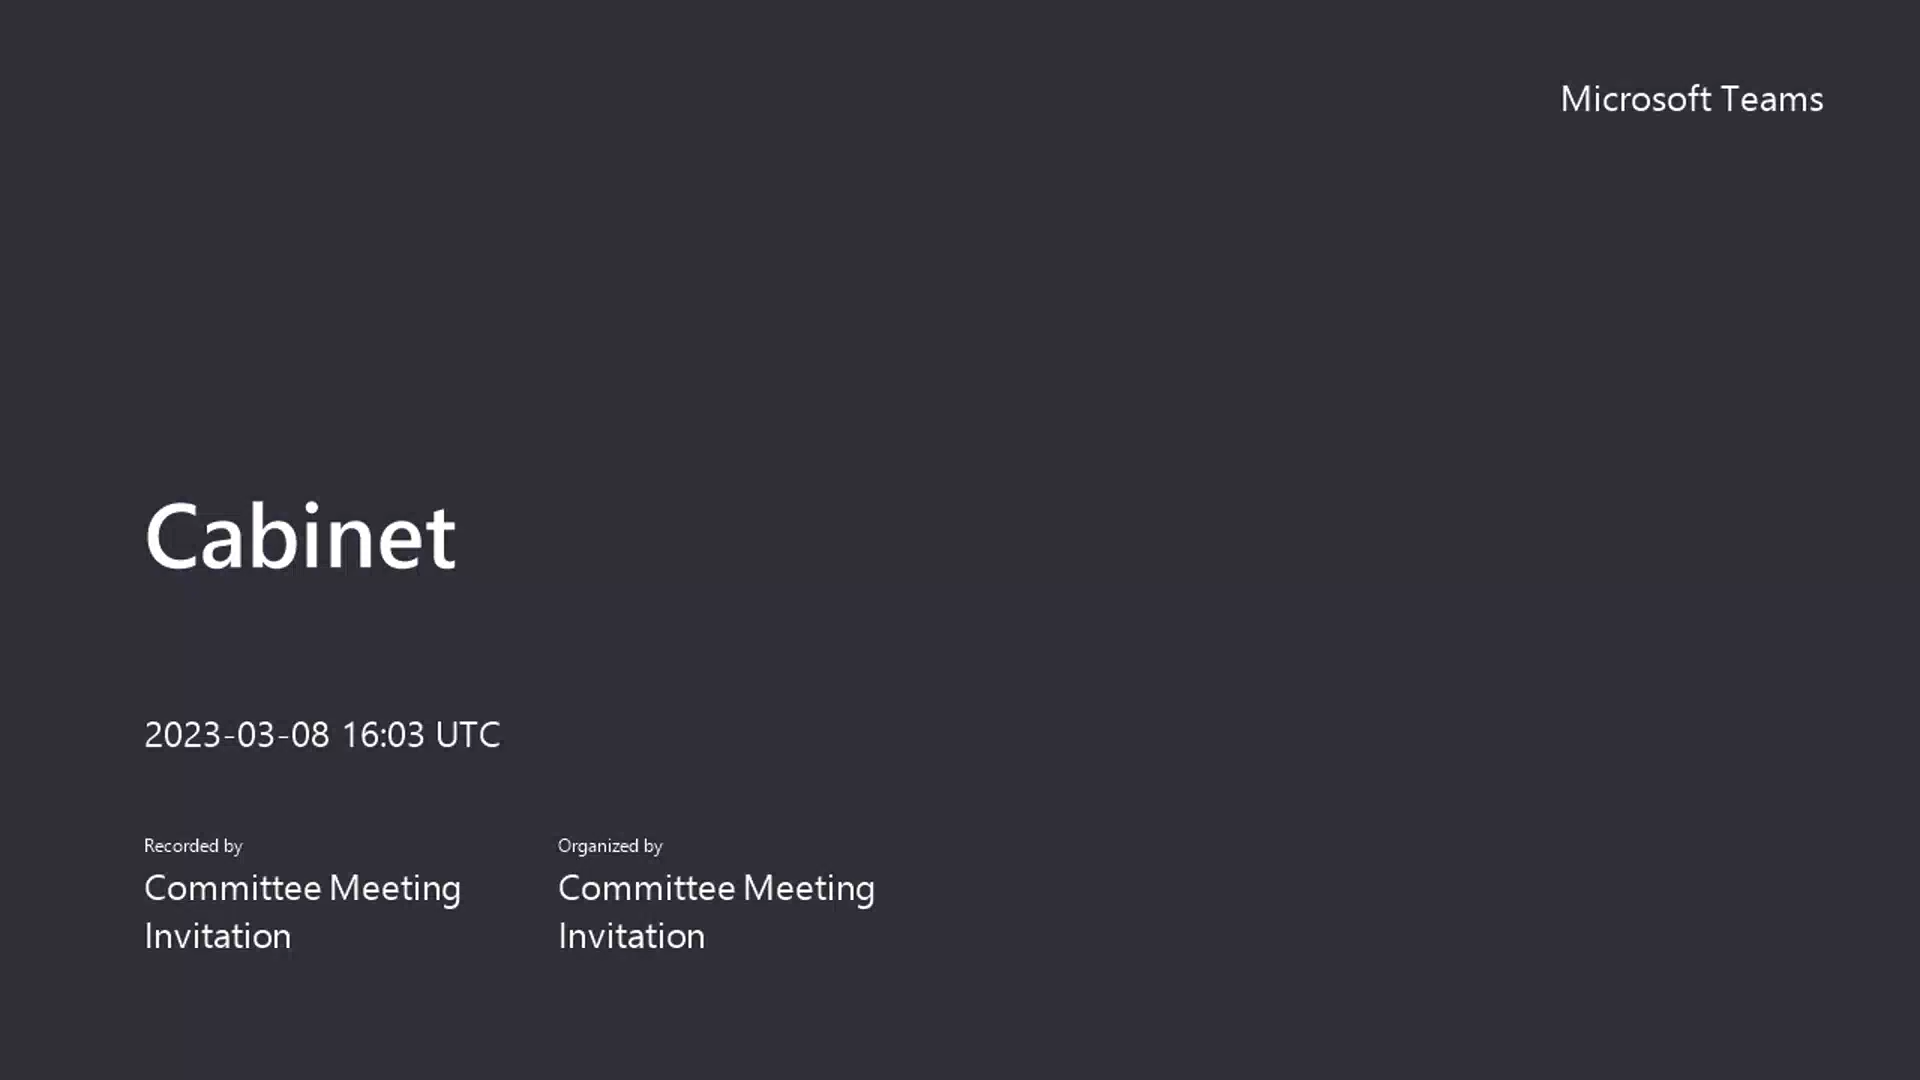 Microsoft Teams
Cabinet
2023-03-08 16:03 UTC
Recorded by
Committee Meeting
Invitation
Organized by
Committee Meeting
Invitation